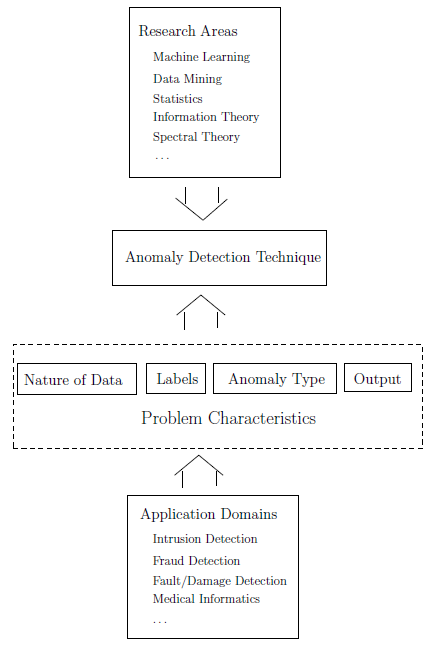 Research Areas
Machine Learning
Data Mining
Statistics
Information Theory
Spectral Theory
...
Anomaly Detection Technique
Nature of Data Labels Anomaly Type Output
Problem Characteristics
Application Domains
Intrusion Detection
Fraud Detection
Fault/Damage Detection
Medical Informatics
...